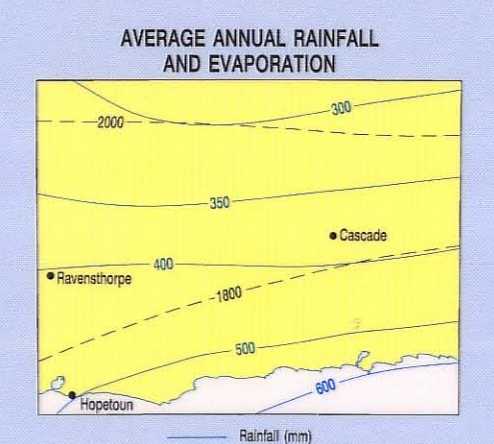 AVERAGE ANNUAL RAINFALL
AND EVAPORATION
300
2000
350
Cascade
400
Ravensthorpe
1800
500
600
Hopetoun
Rainfall (mm)